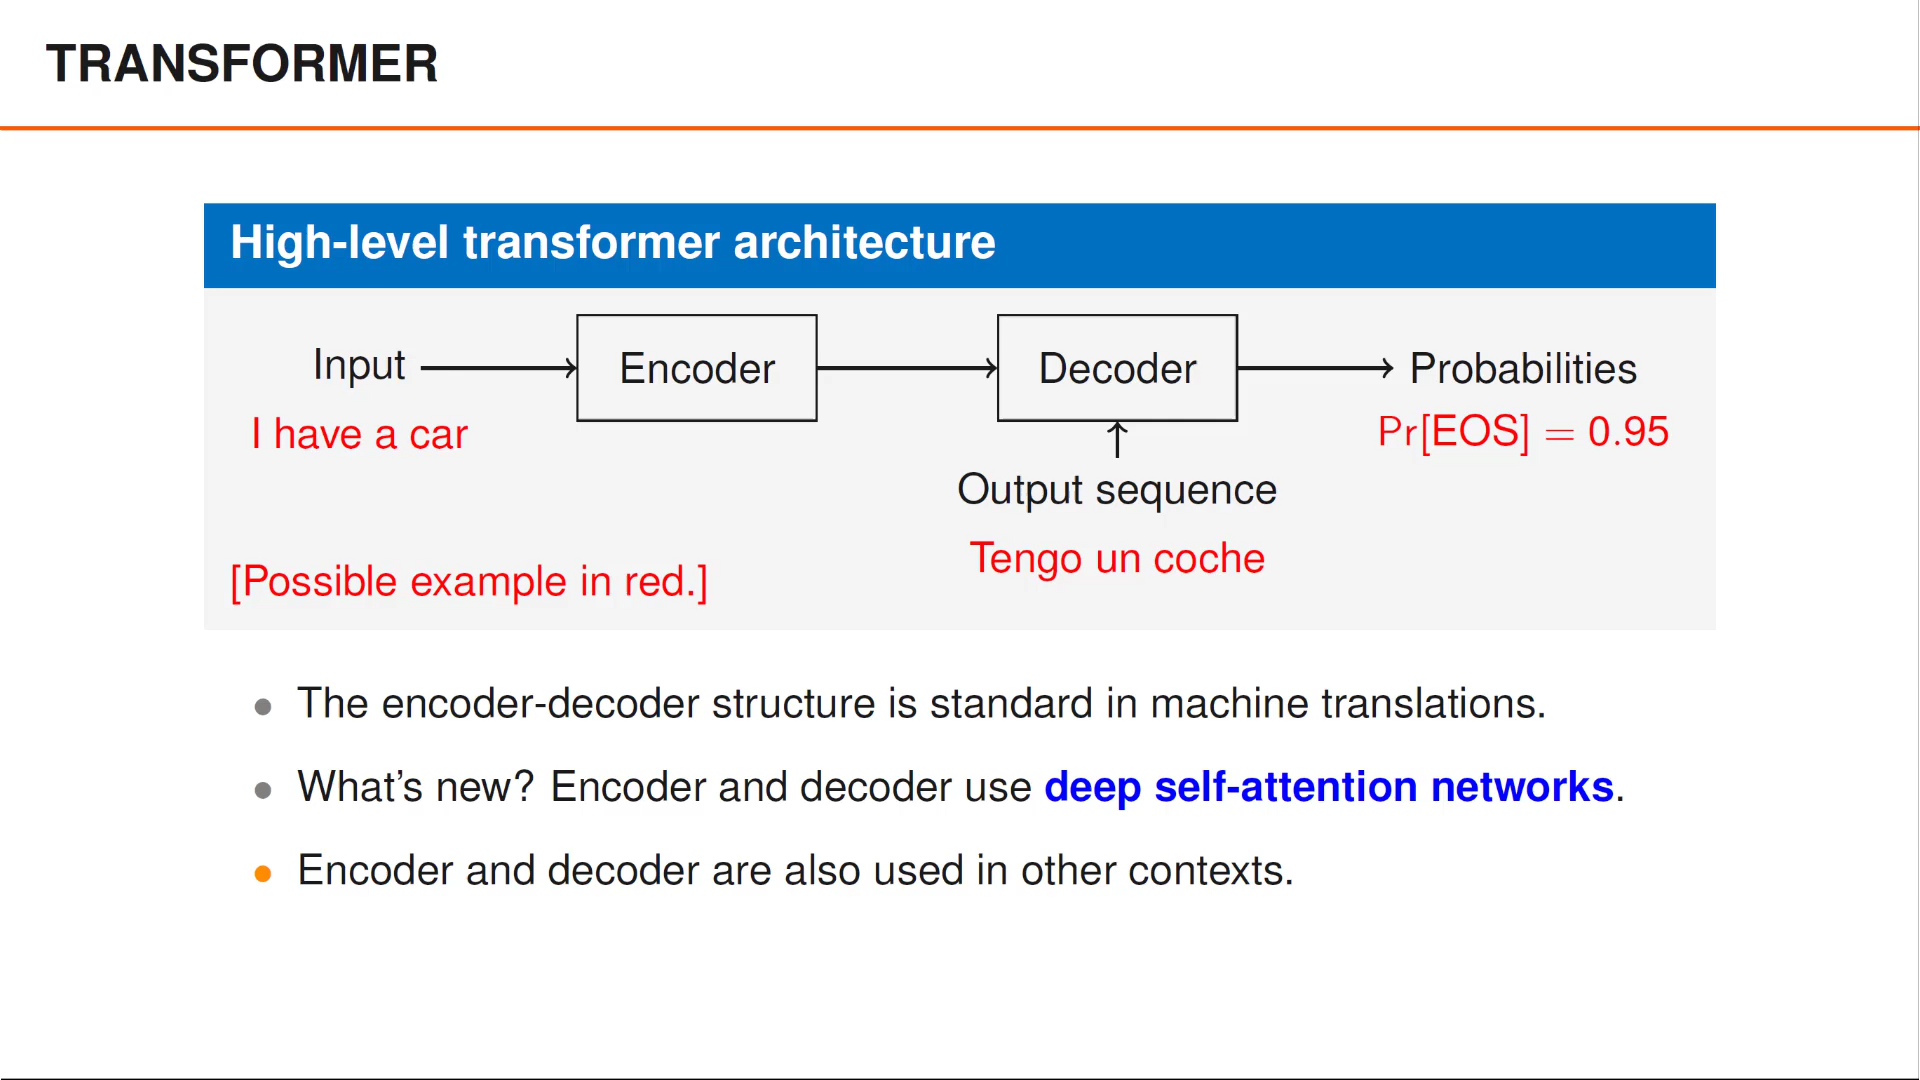 TRANSFORMER
High-level transformer architecture
Input
Encoder
Decoder
Probabilities
I have a car
Pr[EOS] = 0.95
Output sequence
Tengo un coche
[Possible example in red.]
The encoder-decoder structure is standard in machine translations.
What's new? Encoder and decoder use deep self-attention networks.
Encoder and decoder are also used in other contexts.